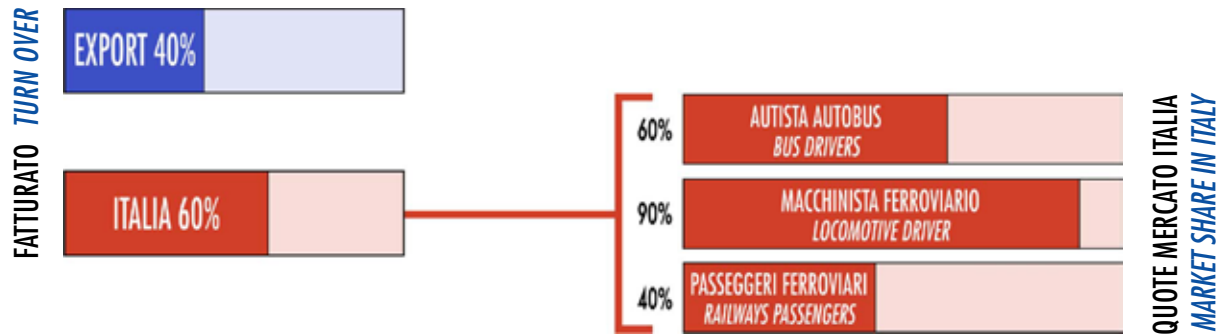 FATTURATO TURN OVER
EXPORT 40%
ITALIA 60%
60%
AUTISTA AUTOBUS
BUS DRIVERS
90%
MACCHINISTA FERROVIARIO
LOCOMOTIVE DRIVER
40%
PASSEGGERI FERROVIARI
RAILWAYS PASSENGERS
QUOTE MERCATO ITALIA
MARKET SHARE IN ITALY